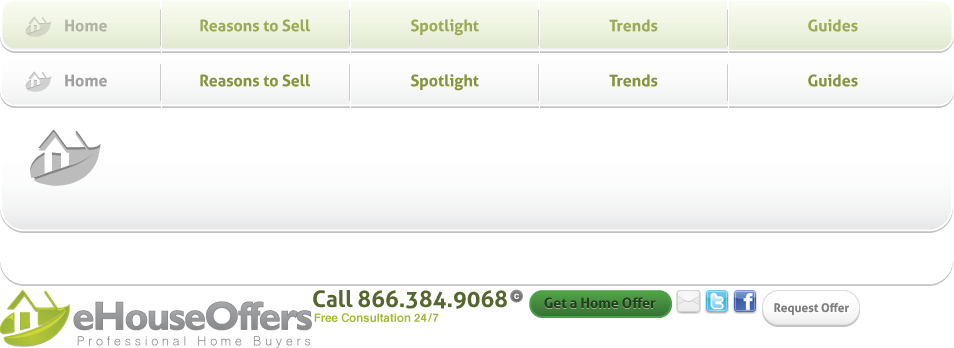 Home Reasons to Sell Spotlight Trends Guides
Home Reasons to Sell Spotlight Trends Guides
Call 866.384.9068 c Get a Home Offer Request Offer
Free Consultation 24/7
eHouseOffers
Professional Home Buyers